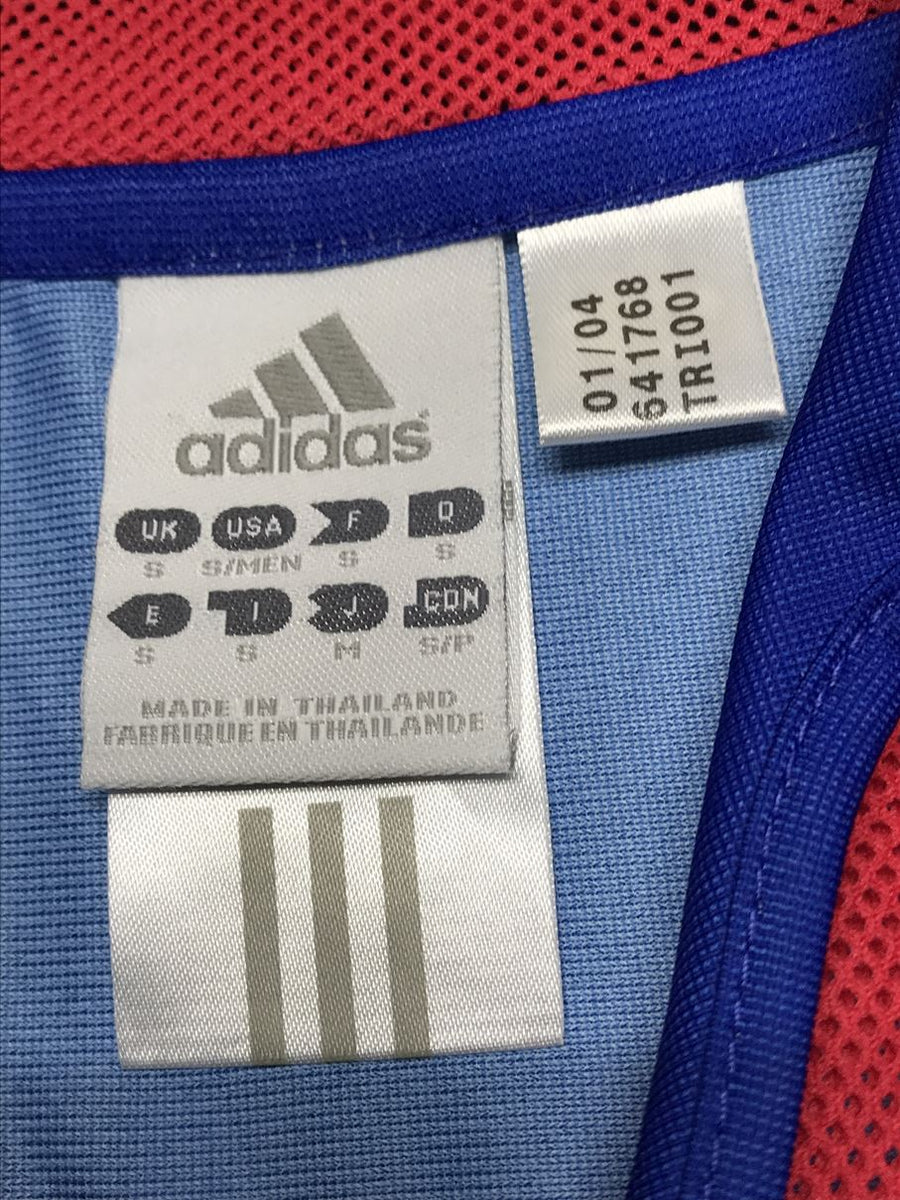 adidas
UK USA F D
S S/MEN S S
E I J CDN
S S M S/P
MADE IN THAILAND
FABRIQUE EN THAILANDE
01/04
641768
TRI001